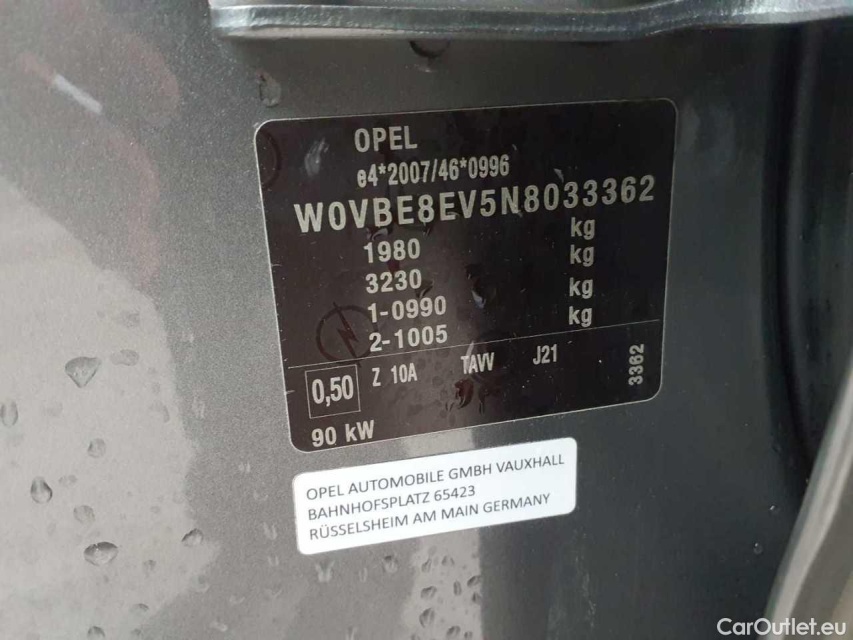 OPEL
e4*2007/46*0996
W0VBE8EV5N8033362
1980 kg
3230 kg
1-0990 kg
2-1005 kg
0,50 Z 10A TAVV J21 3362
90 kW
OPEL AUTOMOBILE GMBH VAUXHALL
BAHNHOFSPLATZ 65423
RÜSSELSHEIM AM MAIN GERMANY
CarOutlet.eu